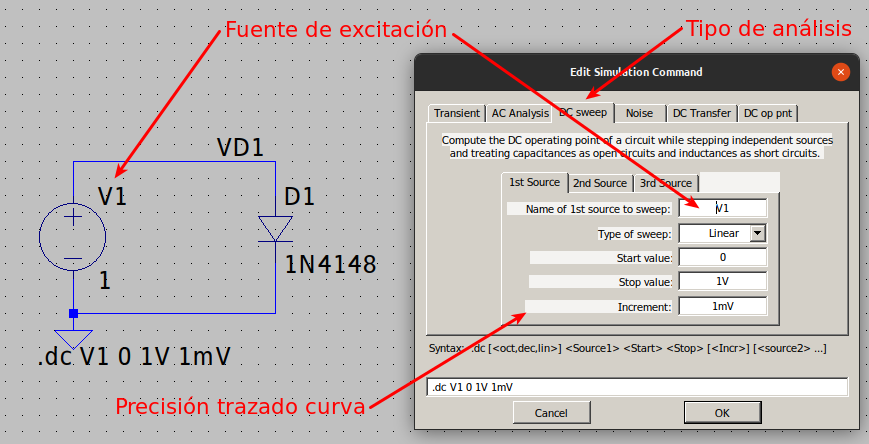 Fuente de excitación
Tipo de análisis
VD1
V1
D1
1N4148
1
.dc V1 0 1V 1mV
Precisión trazado curva
Edit Simulation Command
Transient
AC Analysis
DC sweep
Noise
DC Transfer
DC op pnt
Compute the DC operating point of a circuit while stepping independent sources
and treating capacitances as open circuits and inductances as short circuits.
1st Source
2nd Source
3rd Source
Name of 1st source to sweep:
V1
Type of sweep:
Linear
Start value:
0
Stop value:
1V
Increment:
1mV
Syntax: .dc [<oct,dec,lin>] <Source1> <Start> <Stop> [<Incr>] [<source2> ...]
.dc V1 0 1V 1mV
Cancel
OK